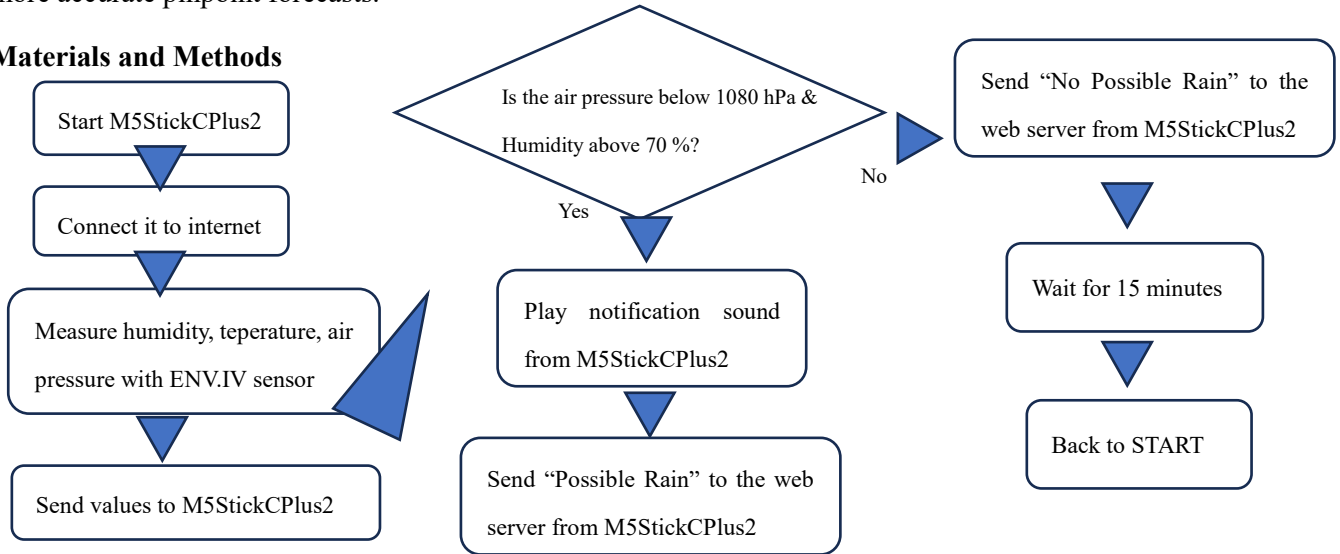 more accurate pinpoint forecasts.
Materials and Methods
Start M5StickCPlus2
Connect it to internet
Measure humidity, teperature, air
pressure with ENV.IV sensor
Send values to M5StickCPlus2
Is the air pressure below 1080 hPa &
Humidity above 70 %?
Yes
No
Play notification sound
from M5StickCPlus2
Send “Possible Rain” to the web
server from M5StickCPlus2
Send “No Possible Rain” to the
web server from M5StickCPlus2
Wait for 15 minutes
Back to START